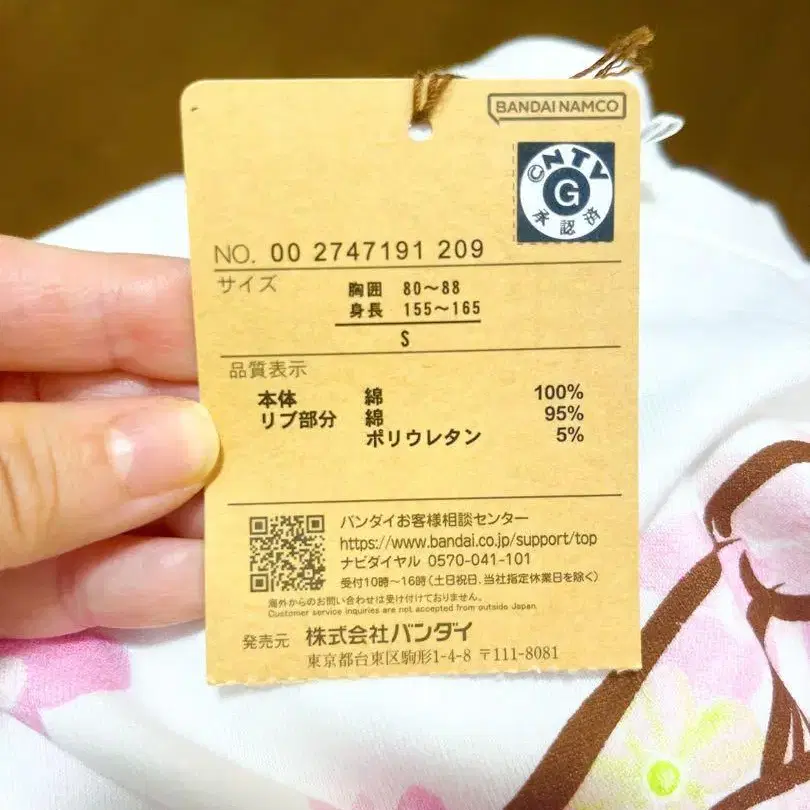 BANDAI NAMCO
©NTV
G
承認済
NO. 00 2747191 209
サイズ
胸囲 80～88
身長 155～165
S
品質表示
本体 綿 100%
リブ部分 綿 95%
ポリウレタン 5%
バンダイお客様相談センター
https://www.bandai.co.jp/support/top
ナビダイヤル 0570-041-101
受付10時～16時(土日祝日、当社指定休業日を除く)
海外からのお問い合わせは受け付けておりません。
Customer service inquiries are not accepted from outside Japan.
発売元 株式会社バンダイ
東京都台東区駒形1-4-8 〒111-8081